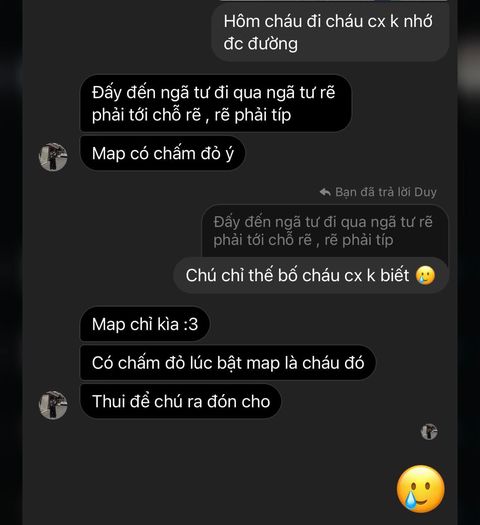 Hôm cháu đi cháu cx k nhớ
đc đường
Đấy đến ngã tư đi qua ngã tư rẽ
phải tới chỗ rẽ , rẽ phải típ
Map có chấm đỏ ý
Bạn đã trả lời Duy
Đấy đến ngã tư đi qua ngã tư rẽ
phải tới chỗ rẽ , rẽ phải típ
Chú chỉ thế bố cháu cx k biết 🥲
Map chỉ kìa :3
Có chấm đỏ lúc bật map là cháu đó
Thui để chú ra đón cho
🥲